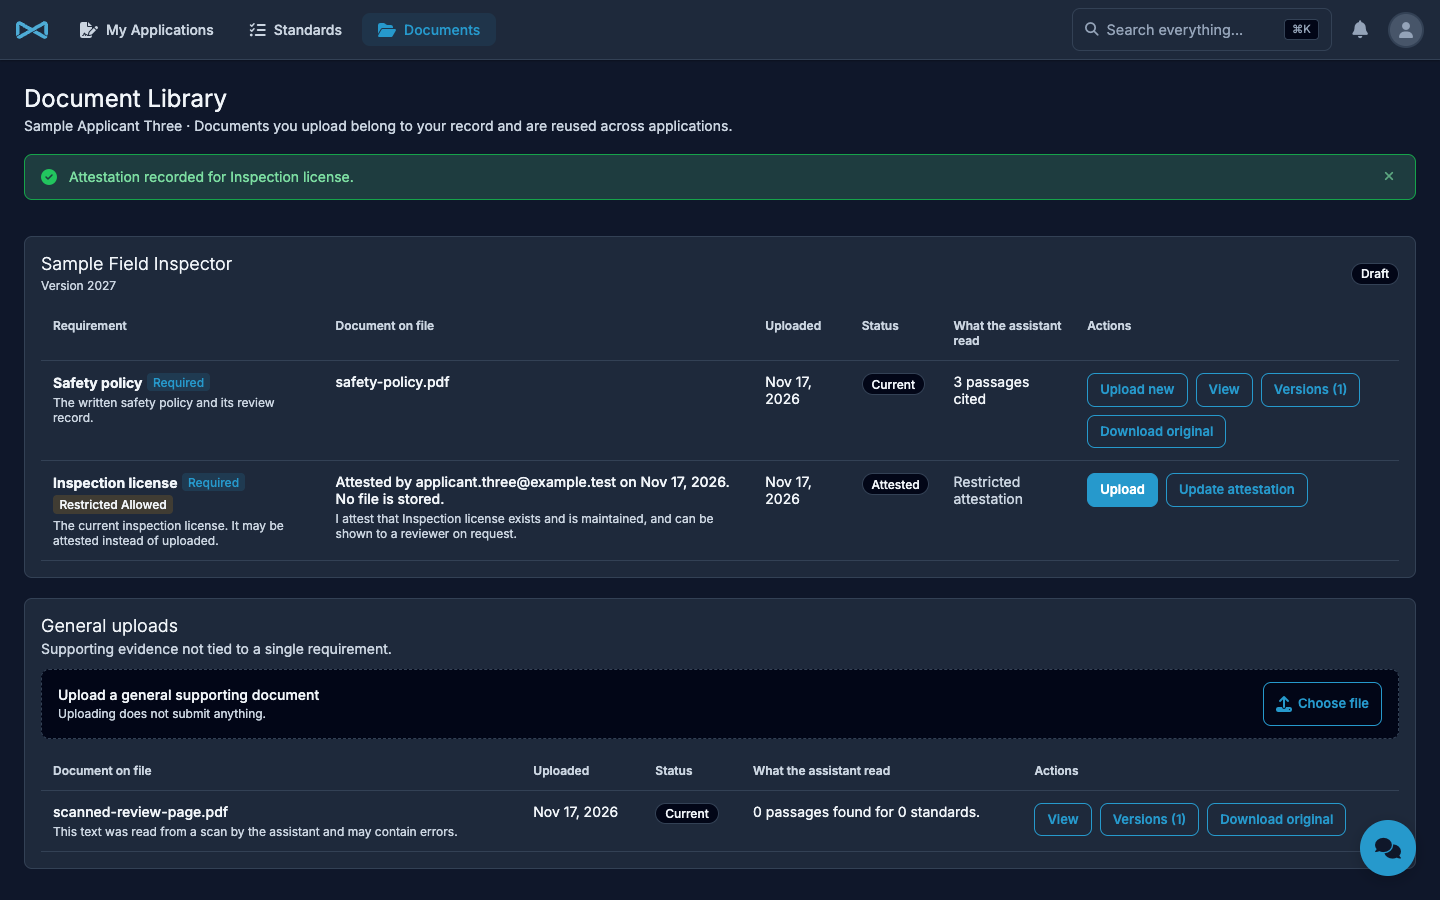 My Applications
Standards
Documents
Search everything...
⌘K
Document Library
Sample Applicant Three · Documents you upload belong to your record and are reused across applications.
Attestation recorded for Inspection license.
Sample Field Inspector
Version 2027
Draft
Requirement
Document on file
Uploaded
Status
What the assistant
read
Actions
Safety policy Required
The written safety policy and its review
record.
safety-policy.pdf
Nov 17,
2026
Current
3 passages
cited
Upload new
View
Versions (1)
Download original
Inspection license Required
Restricted Allowed
The current inspection license. It may be
attested instead of uploaded.
Attested by applicant.three@example.test on Nov 17, 2026.
No file is stored.
I attest that Inspection license exists and is maintained, and can be
shown to a reviewer on request.
Nov 17,
2026
Attested
Restricted
attestation
Upload
Update attestation
General uploads
Supporting evidence not tied to a single requirement.
Upload a general supporting document
Uploading does not submit anything.
Choose file
Document on file
Uploaded
Status
What the assistant read
Actions
scanned-review-page.pdf
This text was read from a scan by the assistant and may contain errors.
Nov 17, 2026
Current
0 passages found for 0 standards.
View
Versions (1)
Download original